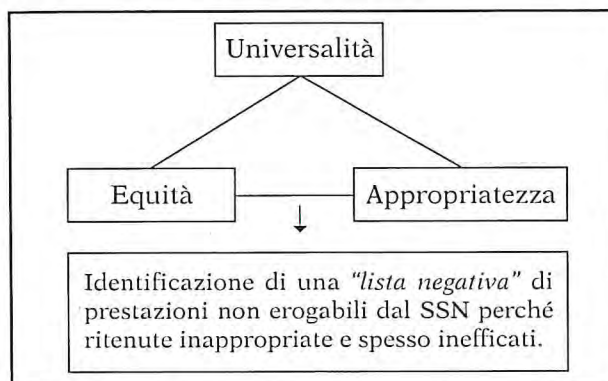 Universalità
Equità
Appropriatezza
Identificazione di una "lista negativa" di
prestazioni non erogabili dal SSN perché
ritenute inappropriate e spesso inefficati.